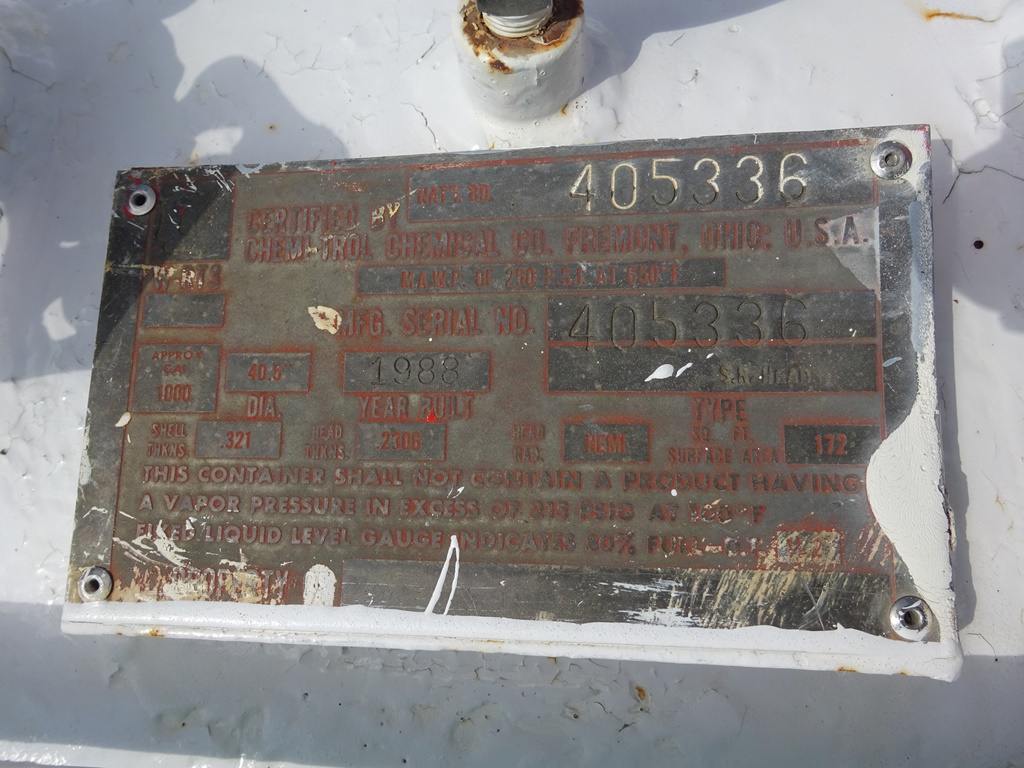 NAT'L BD. 405336
CERTIFIED BY
CHEMI-TROL CHEMICAL CO. FREMONT, OHIO: U.S.A.
M.A.W.P. OF 250 P.S.I. AT 650°F
W-RT3
MFG. SERIAL NO. 405336
APPROX
GAL
1000
40.5"
DIA.
1988
YEAR BUILT
TYPE
SHELL
THKNS.
.321
HEAD
THKNS.
HEAD
RAD.
HEMI
SQ. FT.
SURFACE AREA
172
THIS CONTAINER SHALL NOT CONTAIN A PRODUCT HAVING
A VAPOR PRESSURE IN EXCESS OF 215 PSIG AT 100°F
FIXED LIQUID LEVEL GAUGE INDICATES 80% FULL